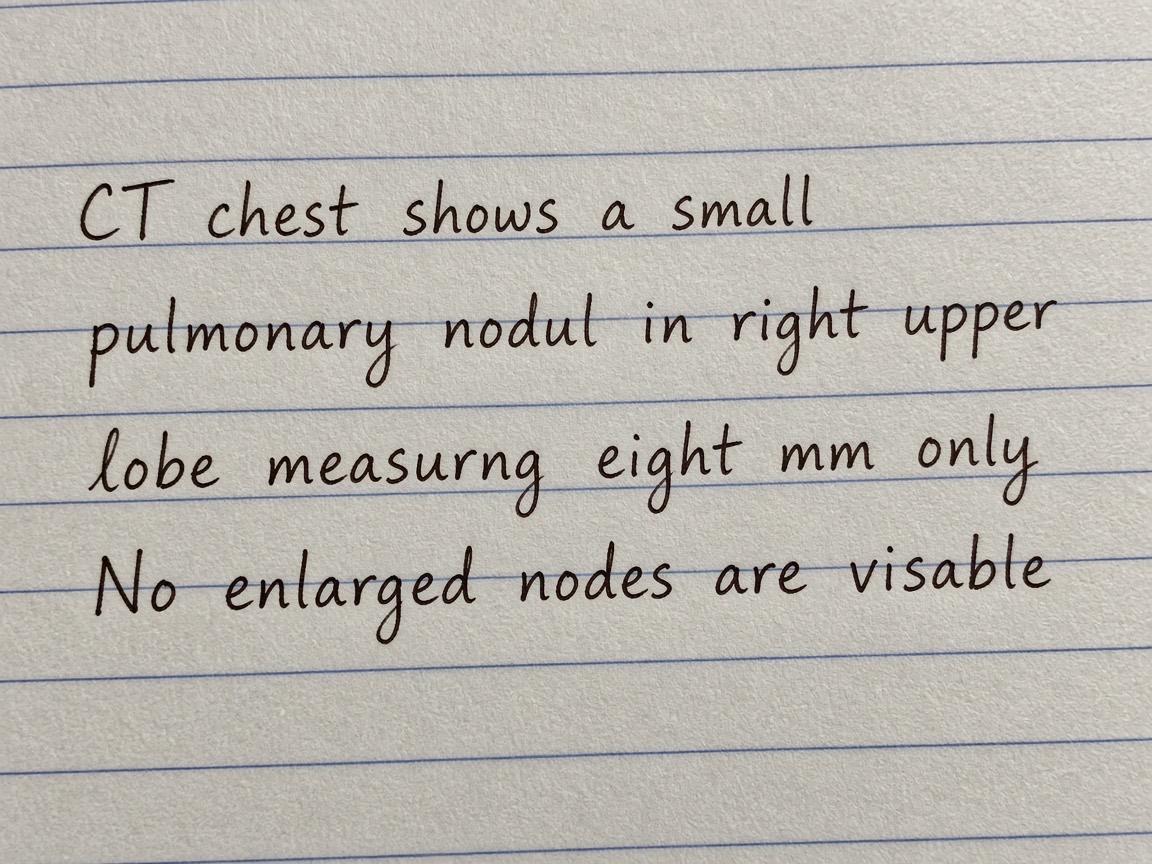 CT chest shows a small
pulmonary nodul in right upper
lobe measurng eight mm only
No enlarged nodes are visable